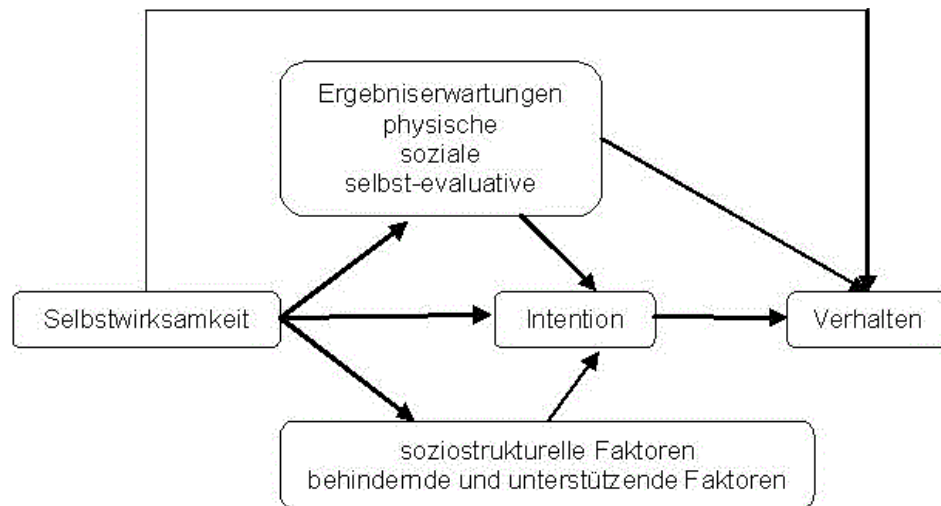 Ergebniserwartungen
physische
soziale
selbst-evaluative
Selbstwirksamkeit
Intention
Verhalten
soziostrukturelle Faktoren
behindernde und unterstützende Faktoren